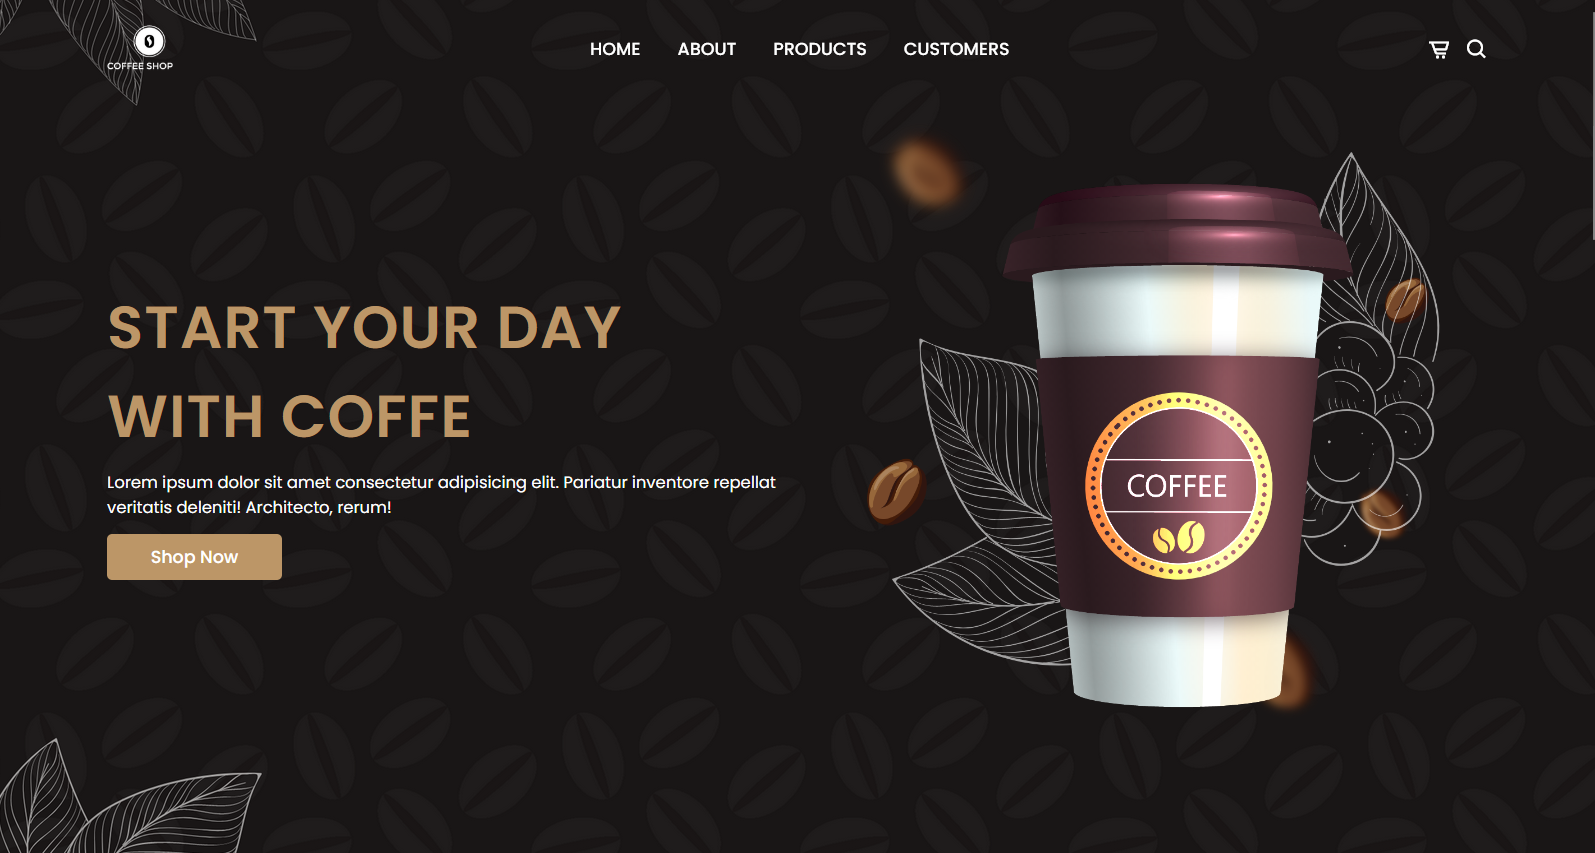 COFFEE SHOP
HOME ABOUT PRODUCTS CUSTOMERS
START YOUR DAY
WITH COFFE
Lorem ipsum dolor sit amet consectetur adipisicing elit. Pariatur inventore repellat
veritatis deleniti! Architecto, rerum!
Shop Now
COFFEE